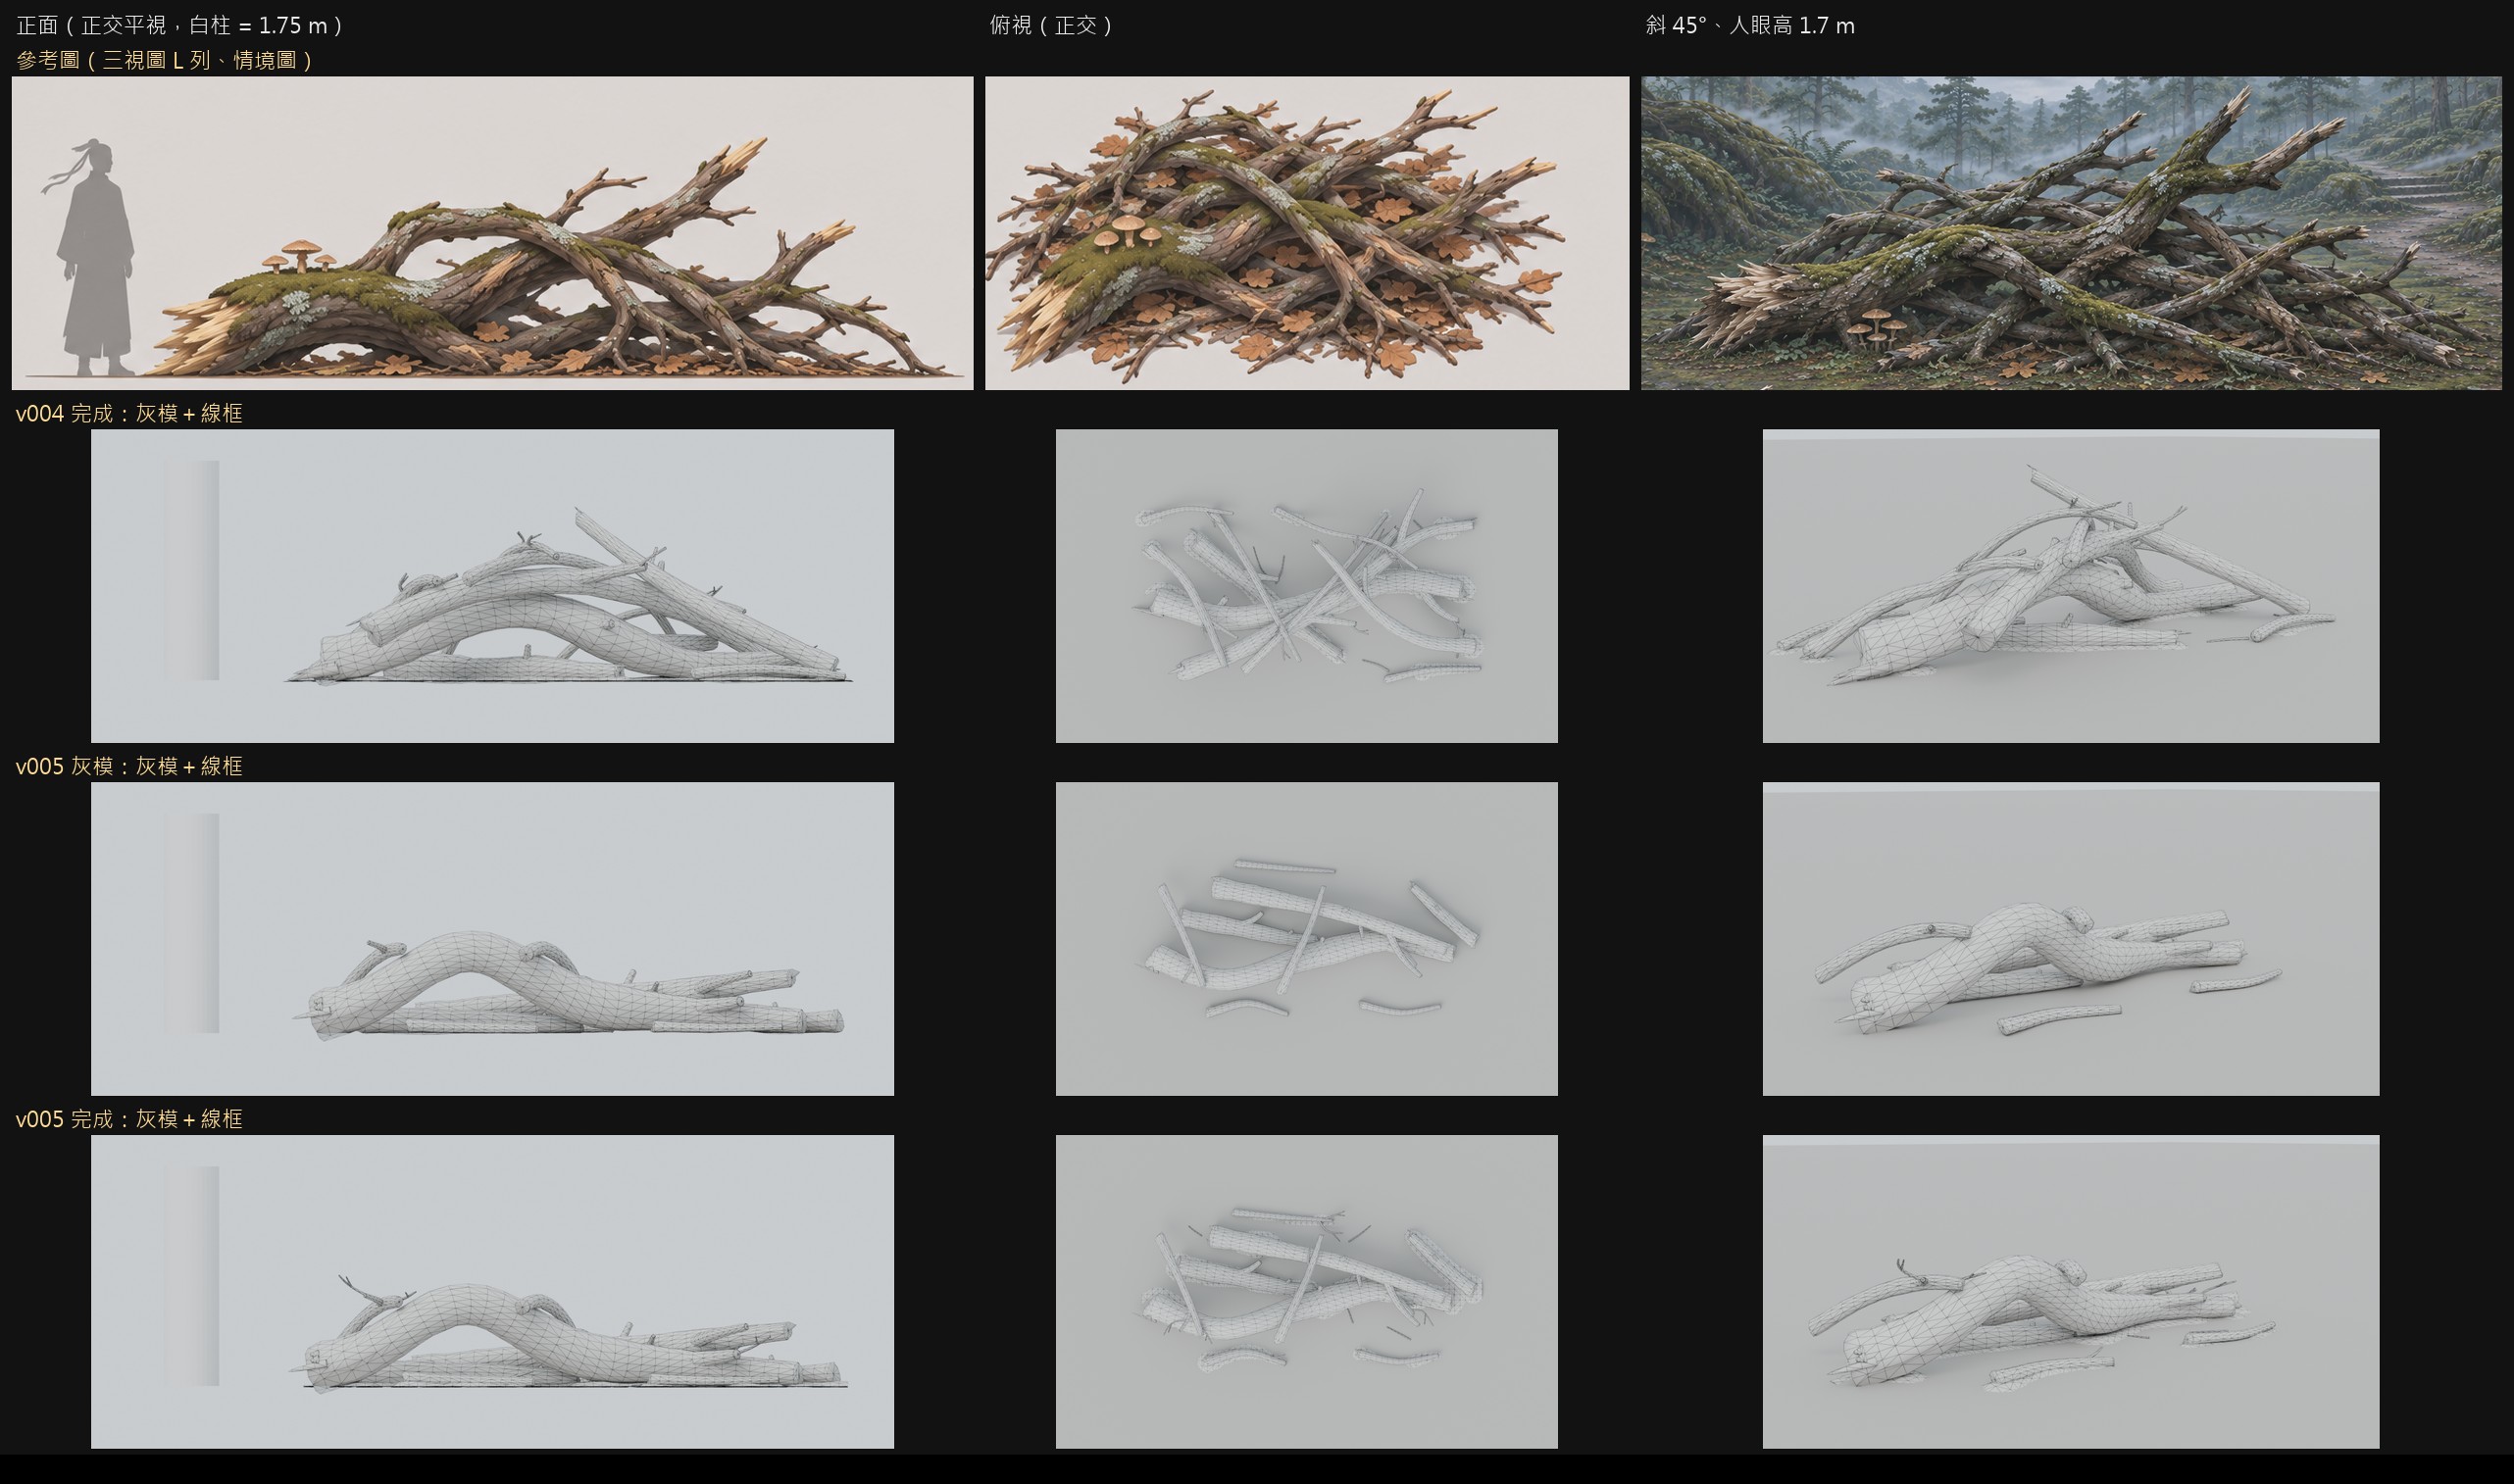 正面 ( 正交平視，白柱 = 1.75 m )
俯視 ( 正交 )
斜 45°、人眼高 1.7 m
參考圖 ( 三視圖 L 列、情境圖 )
v004 完成：灰模 + 線框
v005 灰模：灰模 + 線框
v005 完成：灰模 + 線框